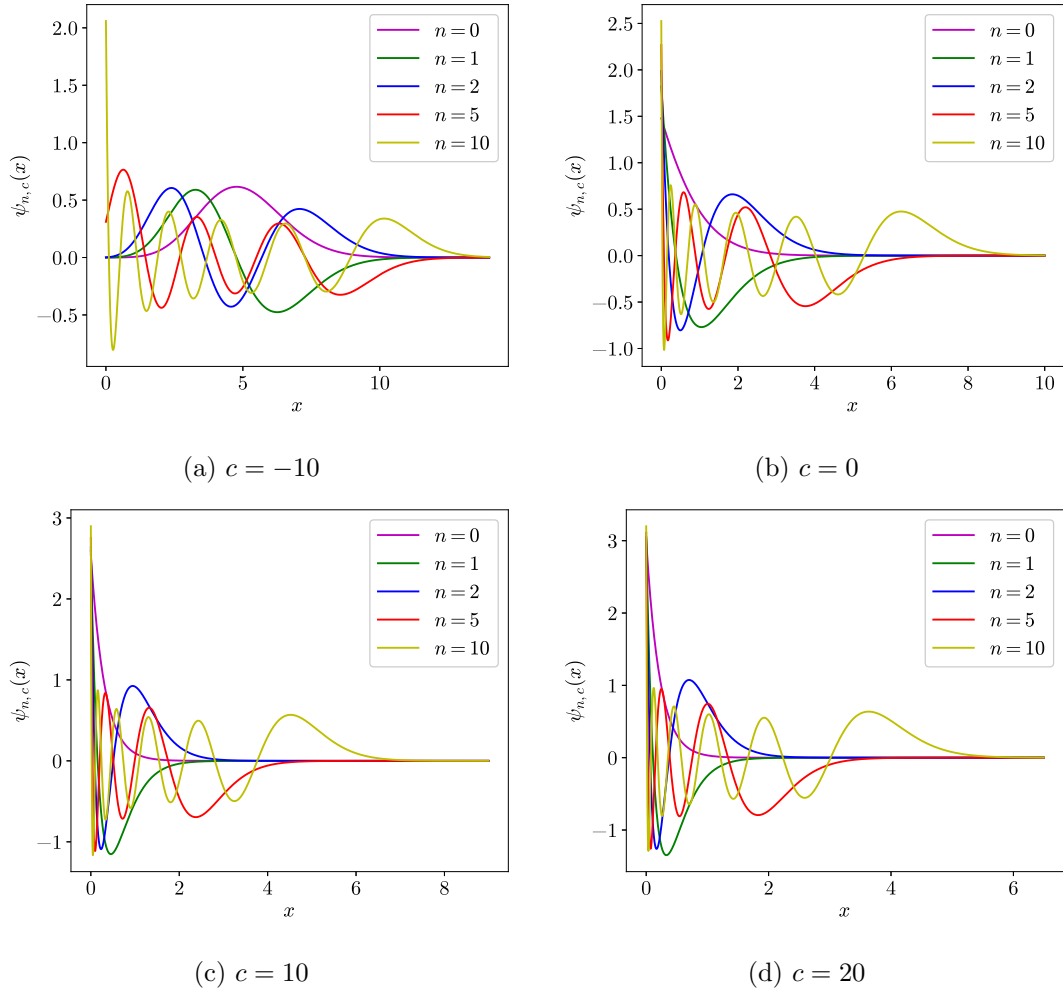 2.0
1.5
1.0
0.5
0.0
−0.5
ψn,c(x)
0 5 10
x
n = 0
n = 1
n = 2
n = 5
n = 10
(a) c = −10
2.5
2.0
1.5
1.0
0.5
0.0
−0.5
−1.0
ψn,c(x)
0 2 4 6 8 10
x
n = 0
n = 1
n = 2
n = 5
n = 10
(b) c = 0
3
2
1
0
−1
ψn,c(x)
0 2 4 6 8
x
n = 0
n = 1
n = 2
n = 5
n = 10
(c) c = 10
3
2
1
0
−1
ψn,c(x)
0 2 4 6
x
n = 0
n = 1
n = 2
n = 5
n = 10
(d) c = 20